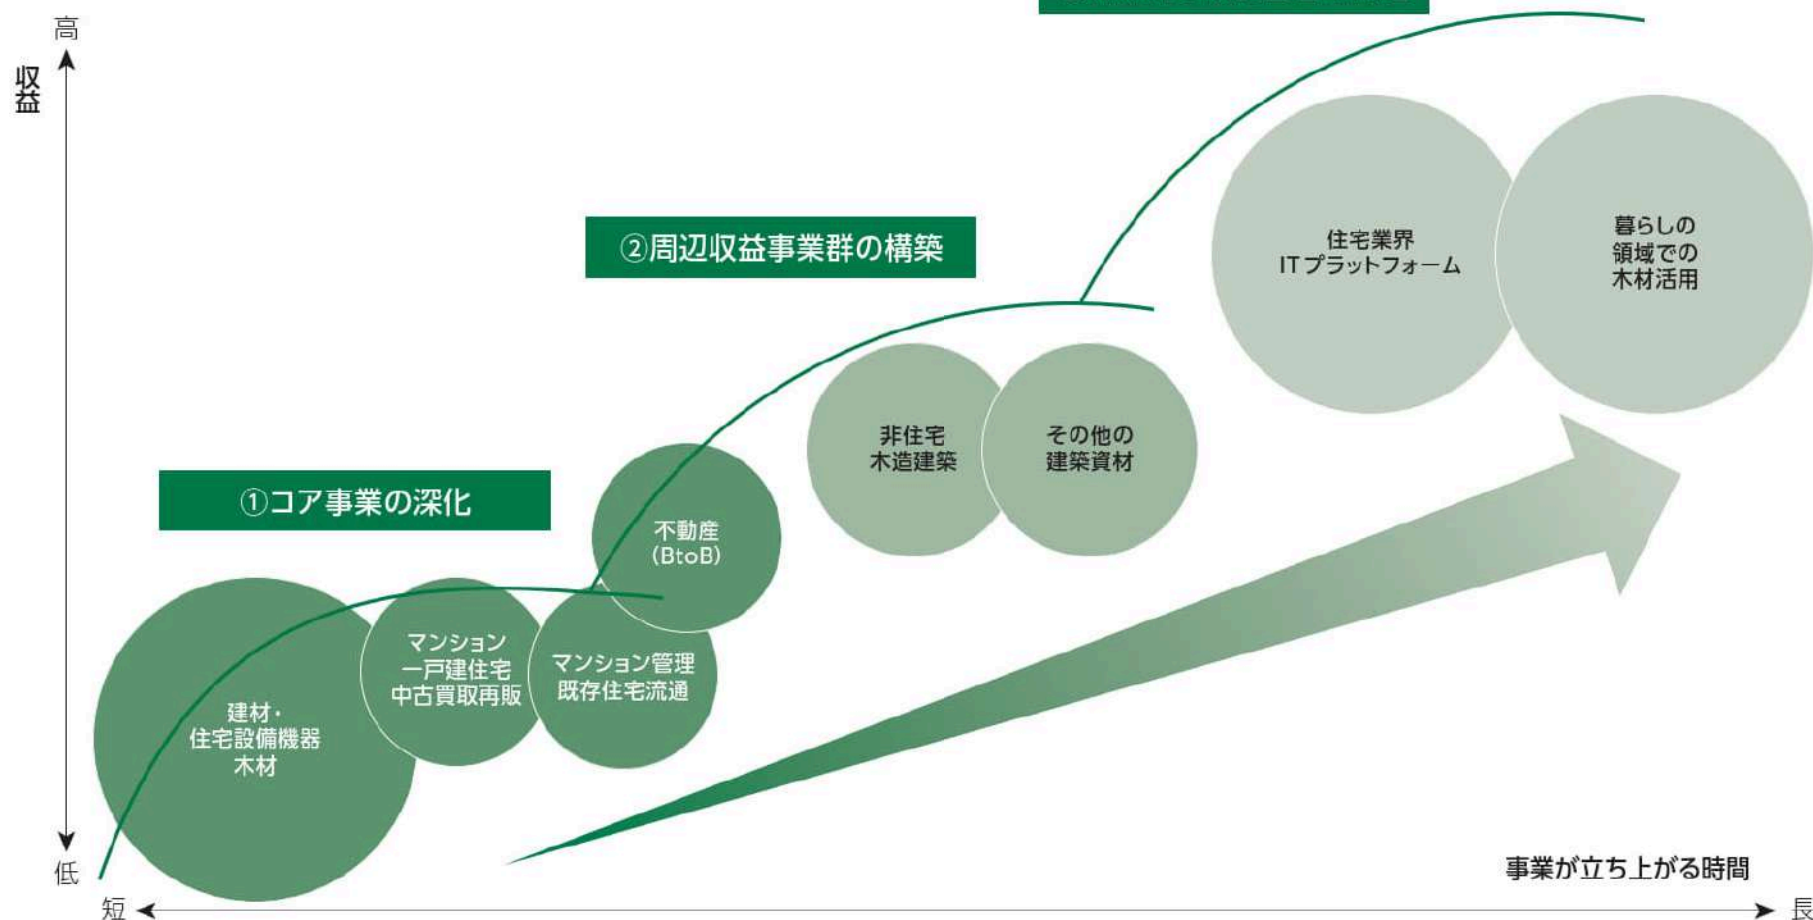 高
収益
②周辺収益事業群の構築
住宅業界
ITプラットフォーム
暮らしの
領域での
木材活用
非住宅
木造建築
その他の
建築資材
①コア事業の深化
不動産
(BtoB)
マンション
一戸建住宅
中古買取再販
マンション管理
既存住宅流通
建材・
住宅設備機器
木材
低
事業が立ち上がる時間
短
長